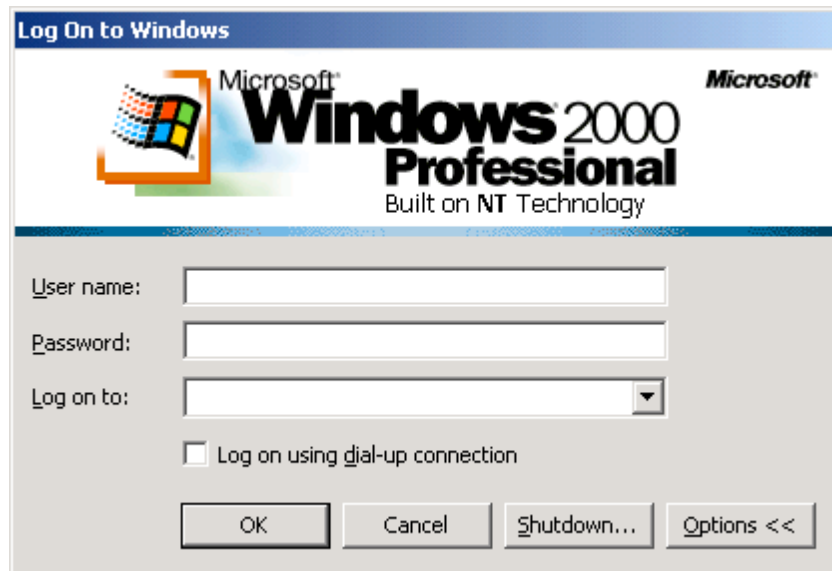 Log On to Windows
Microsoft
Microsoft
Windows 2000
Professional
Built on NT Technology
User name:
Password:
Log on to:
Log on using dial-up connection
OK Cancel Shutdown... Options <<